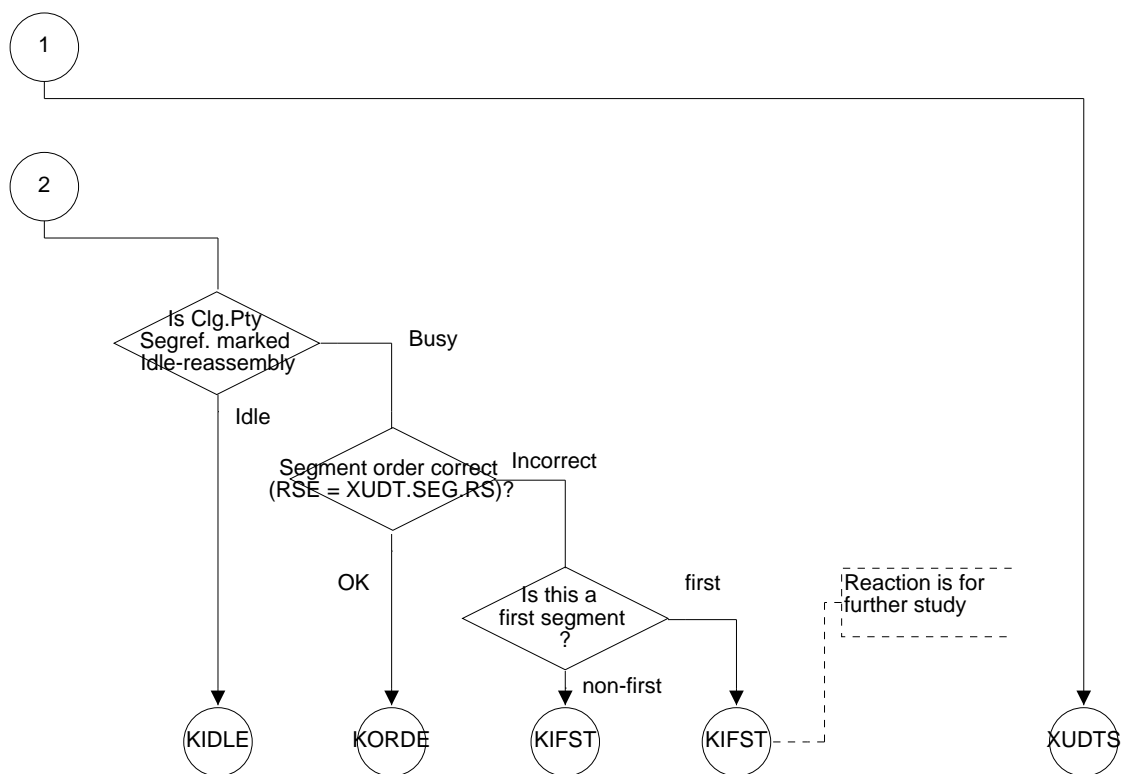 1
2
Is Clg.Pty
Segref. marked
Idle-reassembly
Busy
Idle
Segment order correct
(RSE = XUDT.SEG.RS)?
Incorrect
OK
Is this a
first segment
?
first
Reaction is for
further study
non-first
KIDLE
KORDE
KIFST
KIFST
XUDTS